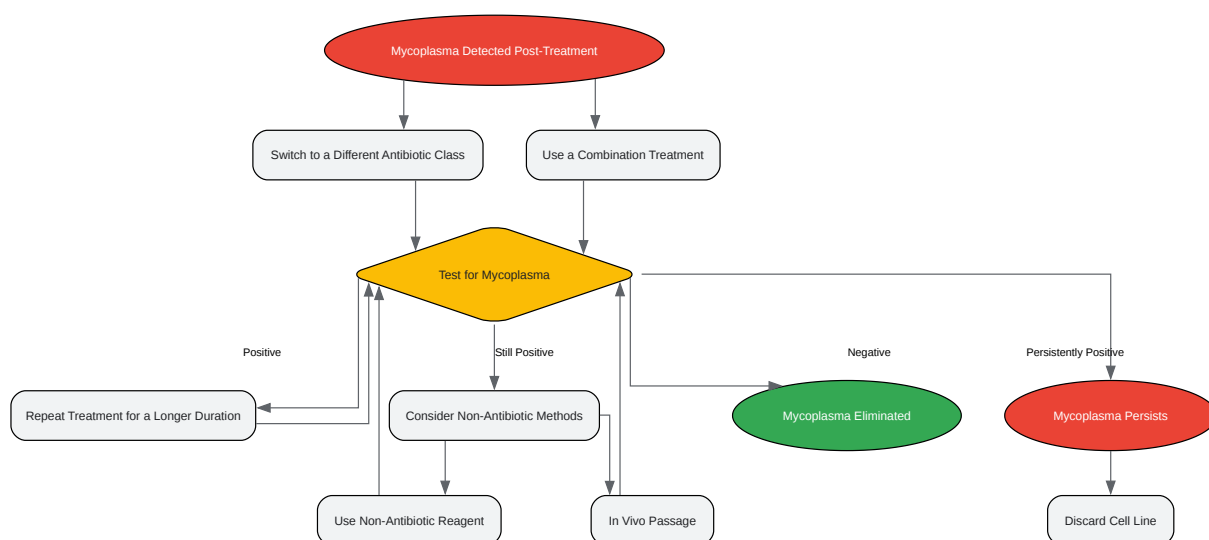 Mycoplasma Detected Post-Treatment
Switch to a Different Antibiotic Class
Use a Combination Treatment
Test for Mycoplasma
Positive
Still Positive
Negative
Persistently Positive
Repeat Treatment for a Longer Duration
Consider Non-Antibiotic Methods
Mycoplasma Eliminated
Mycoplasma Persists
Use Non-Antibiotic Reagent
In Vivo Passage
Discard Cell Line